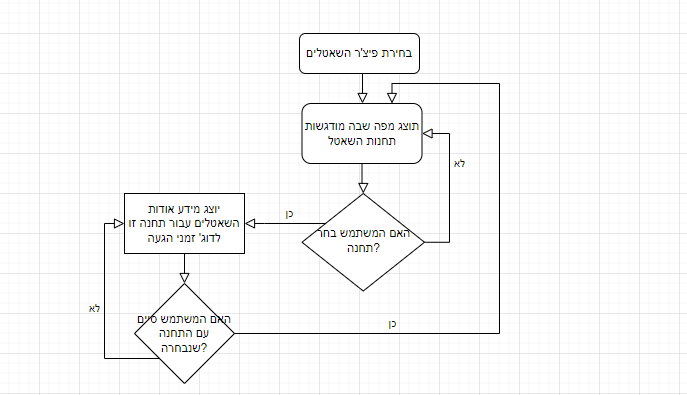 בחירת פיצ'ר השאטלים
תוצג מפה שבה מודגשות
תחנות השאטל
לא
האם המשתמש בחר
תחנה?
כן
יוצג מידע אודות
השאטלים עבור תחנה זו
לדוג' זמני הגעה
לא
האם המשתמש סיים
עם התחנה
שנבחרה?
כן